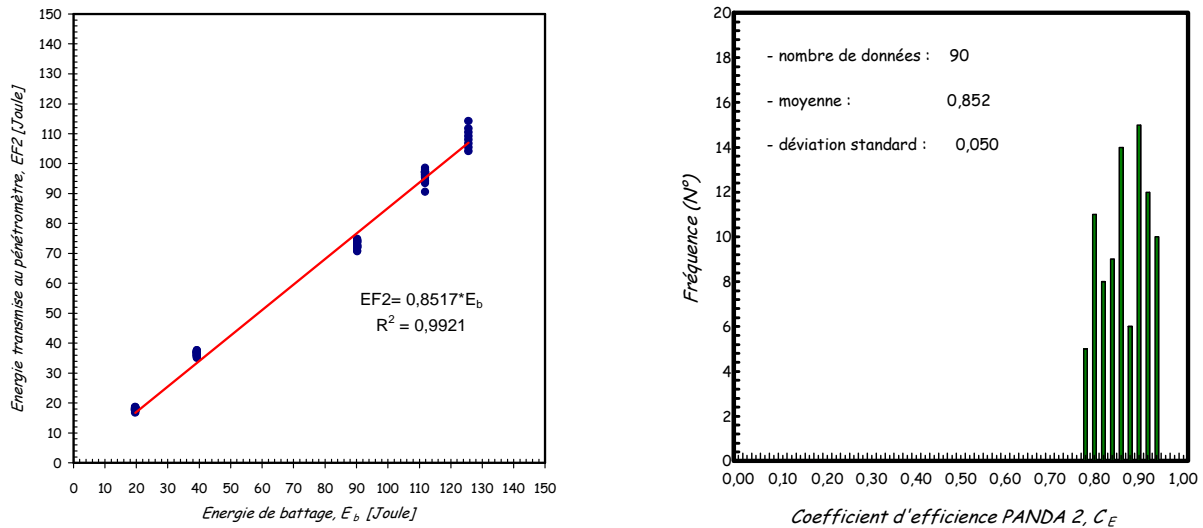 Energie transmise au pénétromètre, EF2 [Joule]
150
140
130
120
110
100
90
80
70
60
50
40
30
20
10
0
EF2= 0,8517*E_b
R² = 0,9921
0 10 20 30 40 50 60 70 80 90 100 110 120 130 140 150
Energie de battage, E_b [Joule]
Fréquence (N°)
20
18
16
14
12
10
8
6
4
2
0
- nombre de données : 90
- moyenne : 0,852
- déviation standard : 0,050
0,00 0,10 0,20 0,30 0,40 0,50 0,60 0,70 0,80 0,90 1,00
Coefficient d'efficience PANDA 2, C_E